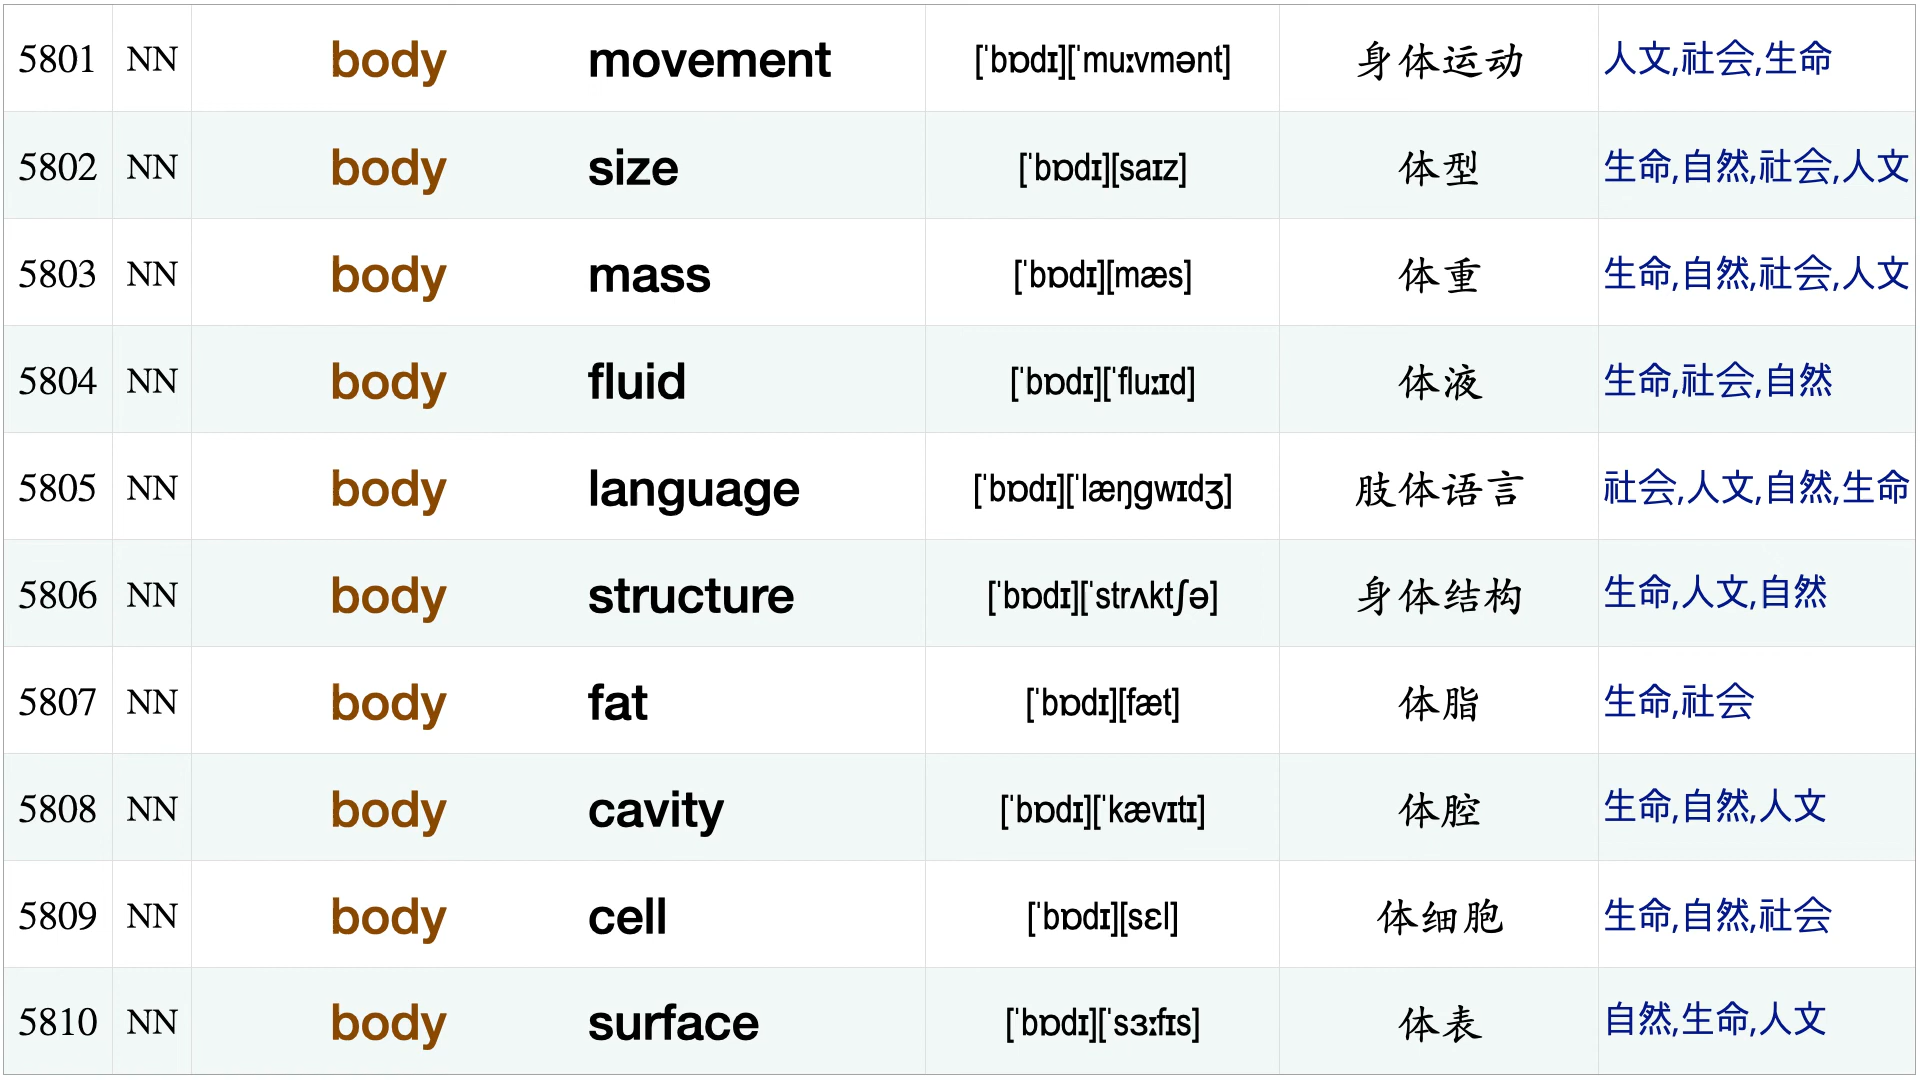 5801 NN body movement [ˈbɒdɪ][ˈmuːvmənt] 身体运动 人文,社会,生命
5802 NN body size [ˈbɒdɪ][saɪz] 体型 生命,自然,社会,人文
5803 NN body mass [ˈbɒdɪ][mæs] 体重 生命,自然,社会,人文
5804 NN body fluid [ˈbɒdɪ][ˈfluːɪd] 体液 生命,社会,自然
5805 NN body language [ˈbɒdɪ][ˈlæŋgwɪdʒ] 肢体语言 社会,人文,自然,生命
5806 NN body structure [ˈbɒdɪ][ˈstrʌktʃə] 身体结构 生命,人文,自然
5807 NN body fat [ˈbɒdɪ][fæt] 体脂 生命,社会
5808 NN body cavity [ˈbɒdɪ][ˈkævɪtɪ] 体腔 生命,自然,人文
5809 NN body cell [ˈbɒdɪ][sɛl] 体细胞 生命,自然,社会
5810 NN body surface [ˈbɒdɪ][ˈsɜːfɪs] 体表 自然,生命,人文